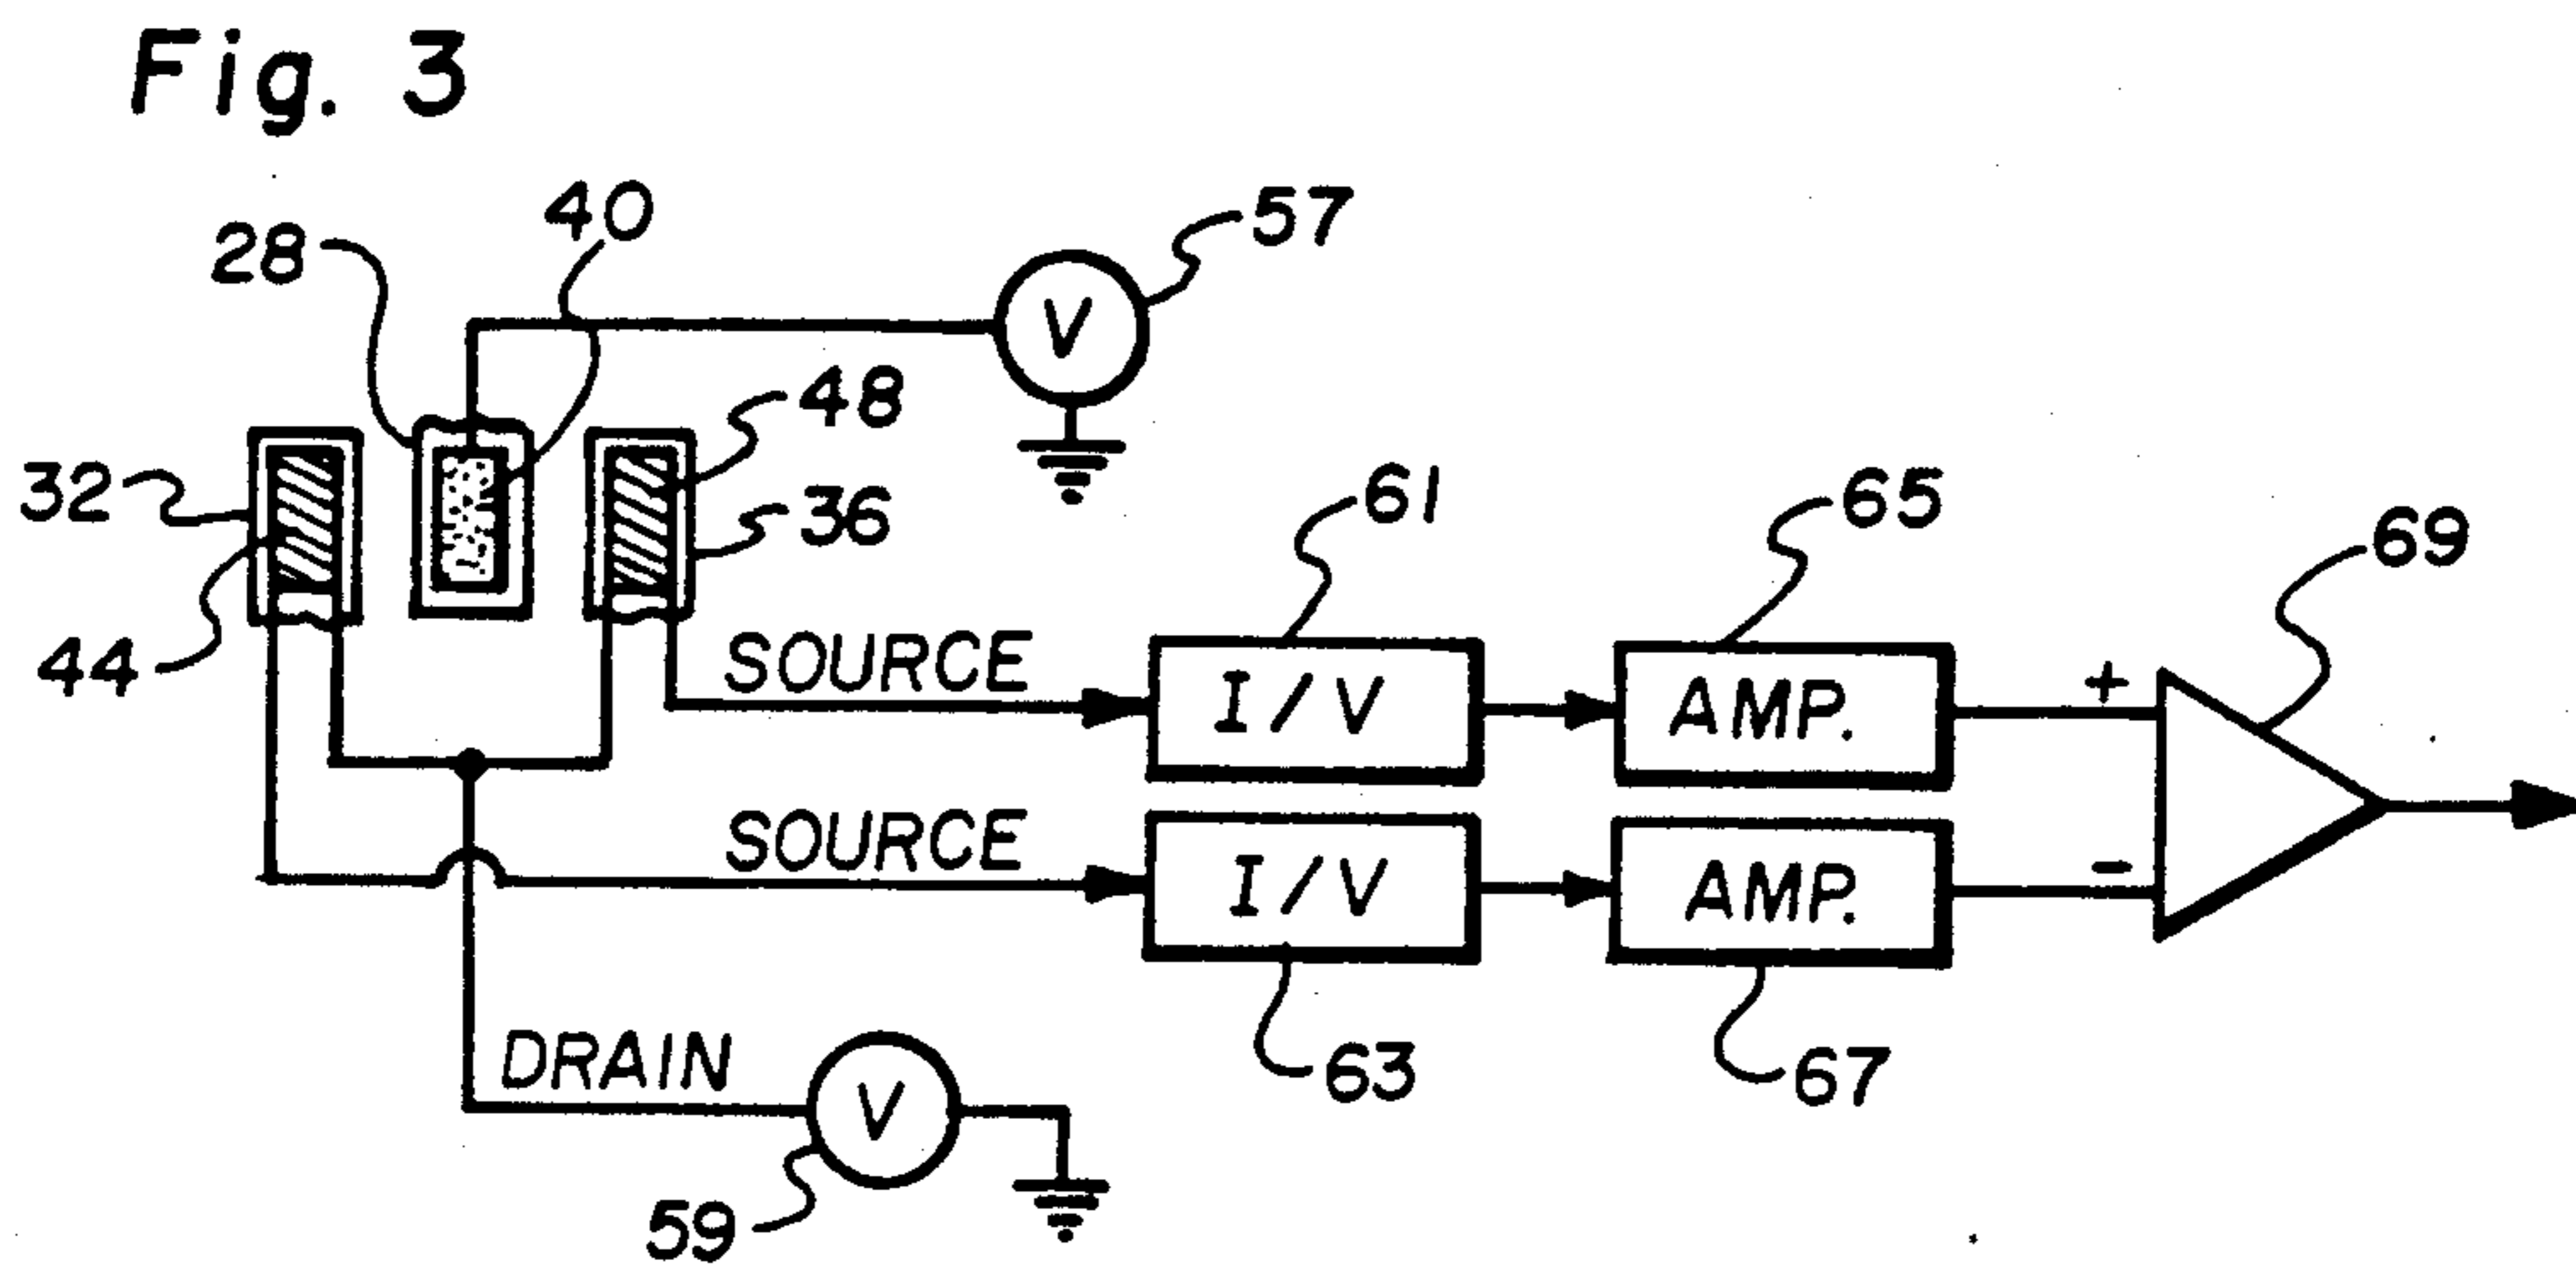 Fig. 3
40
57
28
V
48
32
36
61
65
69
44
SOURCE
I/V
AMP.
+
SOURCE
I/V
AMP.
-
DRAIN
V
63
67
59